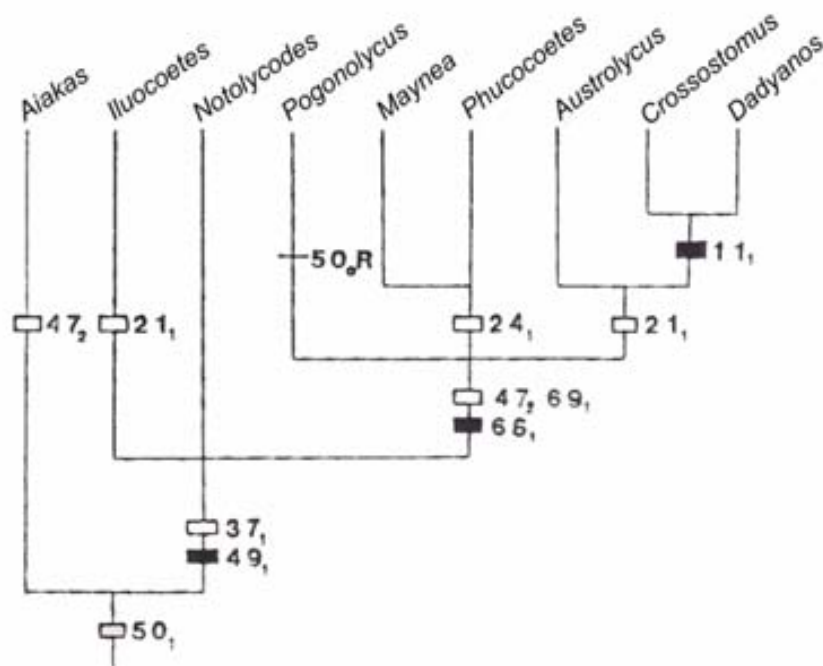 Aiakas
Iluocoetes
Notolycodes
Pogonolycus
Maynea
Phucocoetes
Austrolycus
Crossostomus
Dadyanos
11₁
50₀R
47₂
21₁
24₁
21₁
47₂ 69₁
66₁
37₁
49₁
50₁